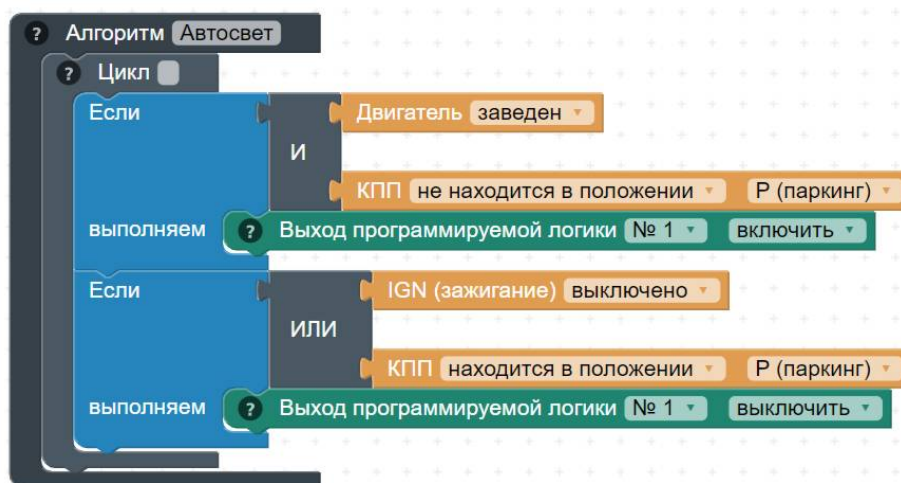 ? Алгоритм Автосвет
? Цикл
Если
Двигатель заведен
И
КПП не находится в положении P (паркинг)
выполняем ? Выход программируемой логики № 1 включить
Если
IGN (зажигание) выключено
ИЛИ
КПП находится в положении P (паркинг)
выполняем ? Выход программируемой логики № 1 выключить